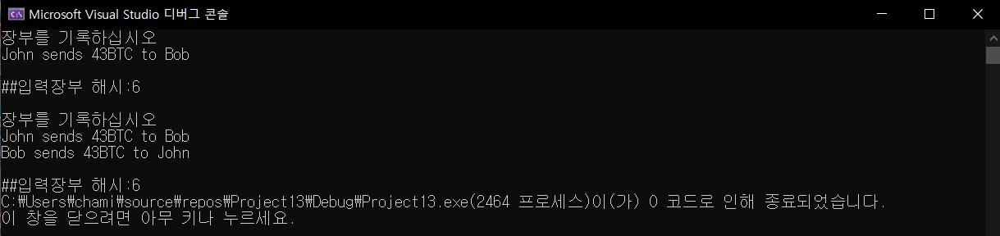 Microsoft Visual Studio 디버그 콘솔
장부를 기록하십시오
John sends 43BTC to Bob
##입력장부 해시:6
장부를 기록하십시오
John sends 43BTC to Bob
Bob sends 43BTC to John
##입력장부 해시:6
C:₩Users₩chami₩source₩repos₩Project13₩Debug₩Project13.exe(2464 프로세스)이(가) 0 코드로 인해 종료되었습니다.
이 창을 닫으려면 아무 키나 누르세요.